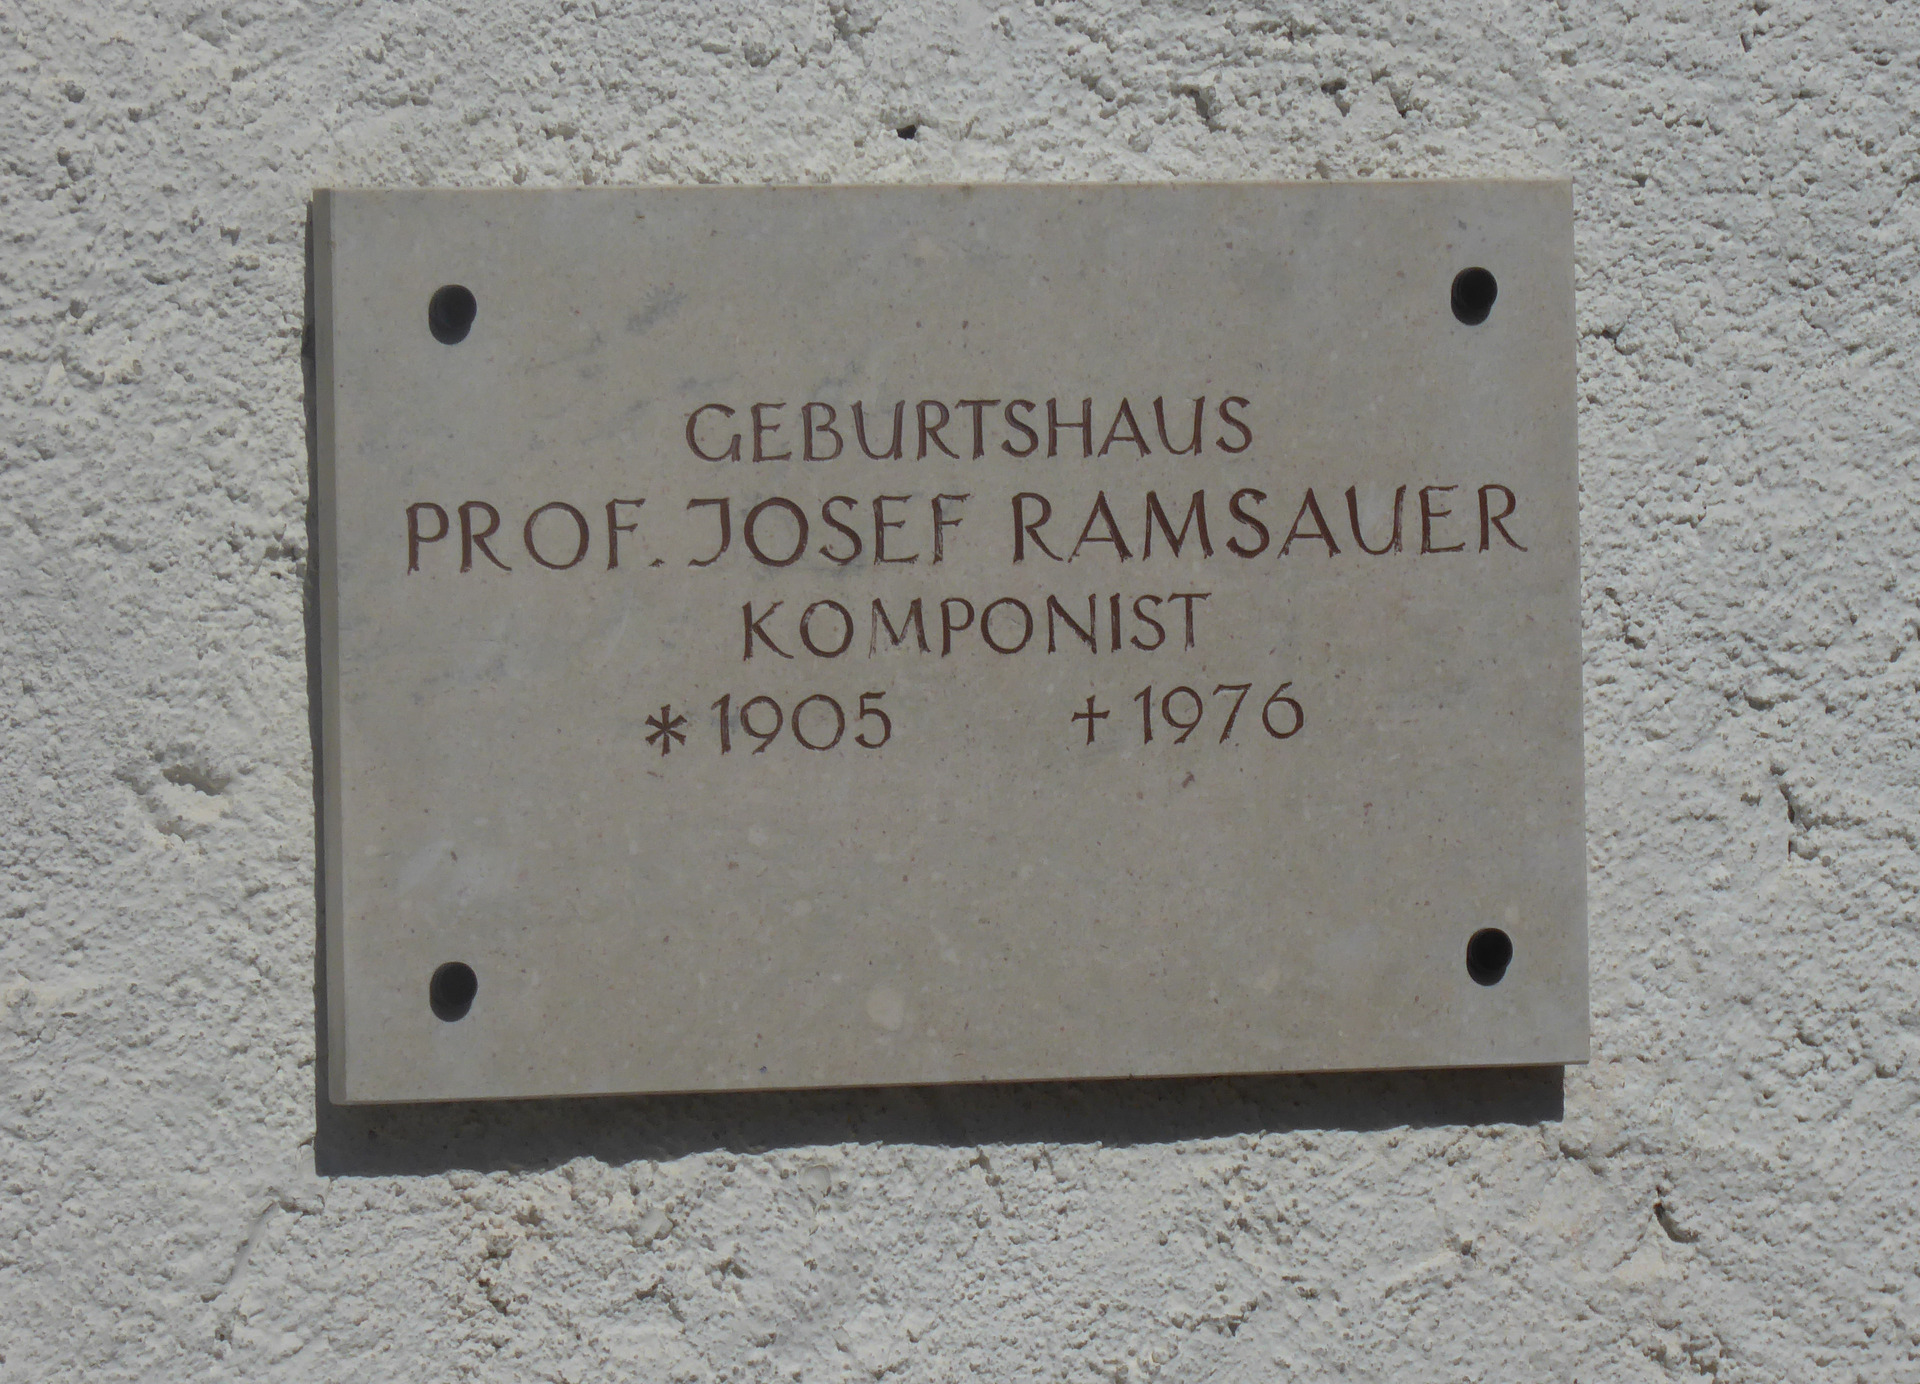 GEBURTSHAUS
PROF. JOSEF RAMSAUER
KOMPONIST
* 1905 + 1976